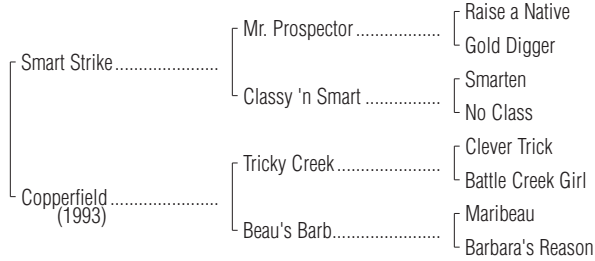 Raise a Native
Mr. Prospector..................
Gold Digger
Smart Strike......................
Smarten
Classy 'n Smart ................
No Class
Clever Trick
Tricky Creek......................
Battle Creek Girl
Copperfield.......................
(1993)
Maribeau
Beau's Barb.......................
Barbara's Reason